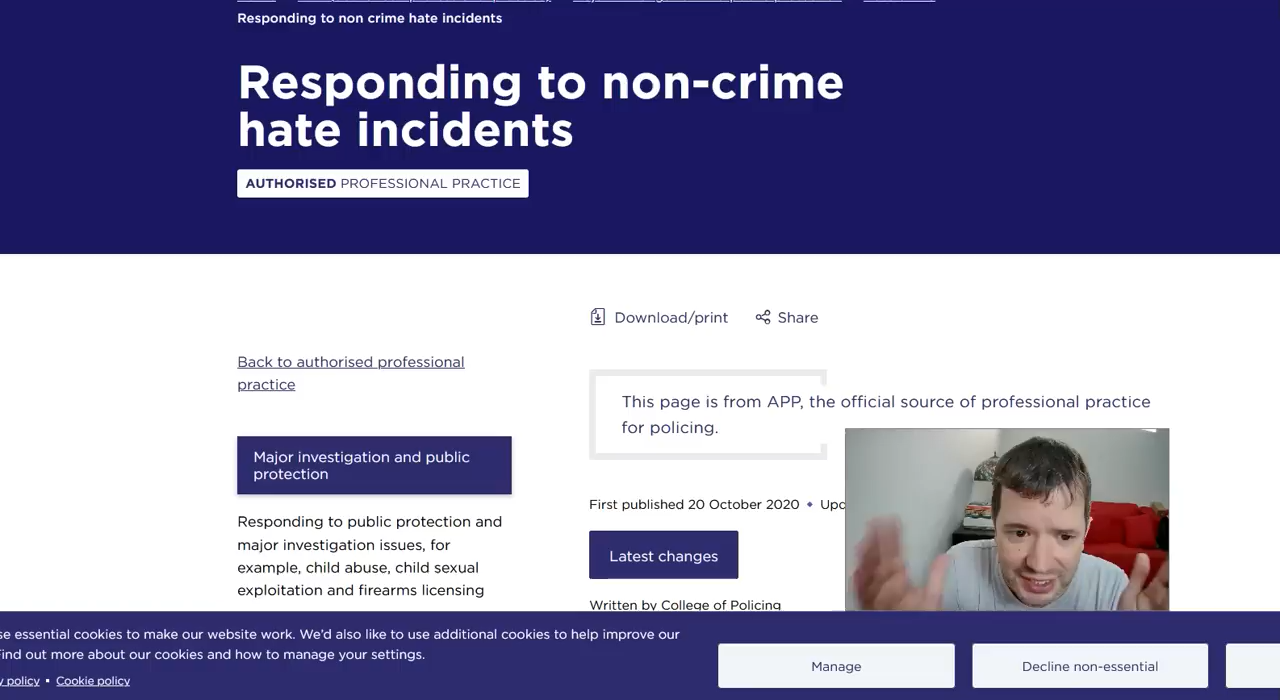 Responding to non crime hate incidents
Responding to non-crime
hate incidents
AUTHORISED PROFESSIONAL PRACTICE
Download/print
Share
Back to authorised professional
practice
This page is from APP, the official source of professional practice
for policing.
Major investigation and public
protection
First published 20 October 2020
Responding to public protection and
major investigation issues, for
example, child abuse, child sexual
exploitation and firearms licensing
Latest changes
Written by College of Policing
essential cookies to make our website work. We'd also like to use additional cookies to help improve our
Find out more about our cookies and how to manage your settings.
policy • Cookie policy
Manage
Decline non-essential